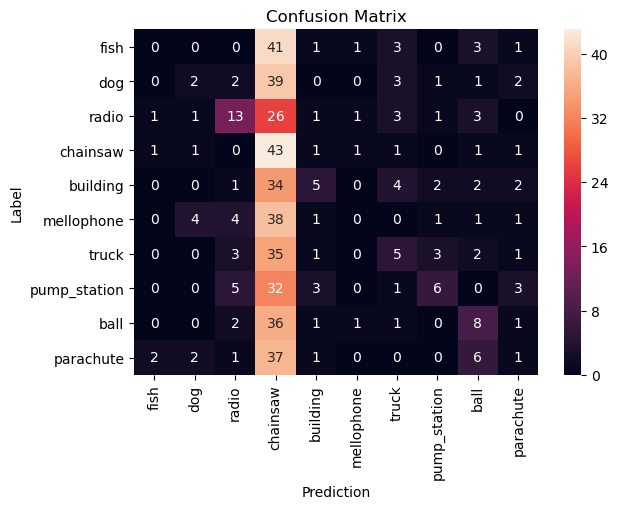 Confusion Matrix
Label
fish 0 0 0 41 1 1 3 0 3 1
dog 0 2 2 39 0 0 3 1 1 2
radio 1 1 13 26 1 1 3 1 3 0
chainsaw 1 1 0 43 1 1 1 0 1 1
building 0 0 1 34 5 0 4 2 2 2
mellophone 0 4 4 38 1 0 0 1 1 1
truck 0 0 3 35 1 0 5 3 2 1
pump_station 0 0 5 32 3 0 1 6 0 3
ball 0 0 2 36 1 1 1 0 8 1
parachute 2 2 1 37 1 0 0 0 6 1
fish dog radio chainsaw building mellophone truck pump_station ball parachute
Prediction
40
32
24
16
8
0